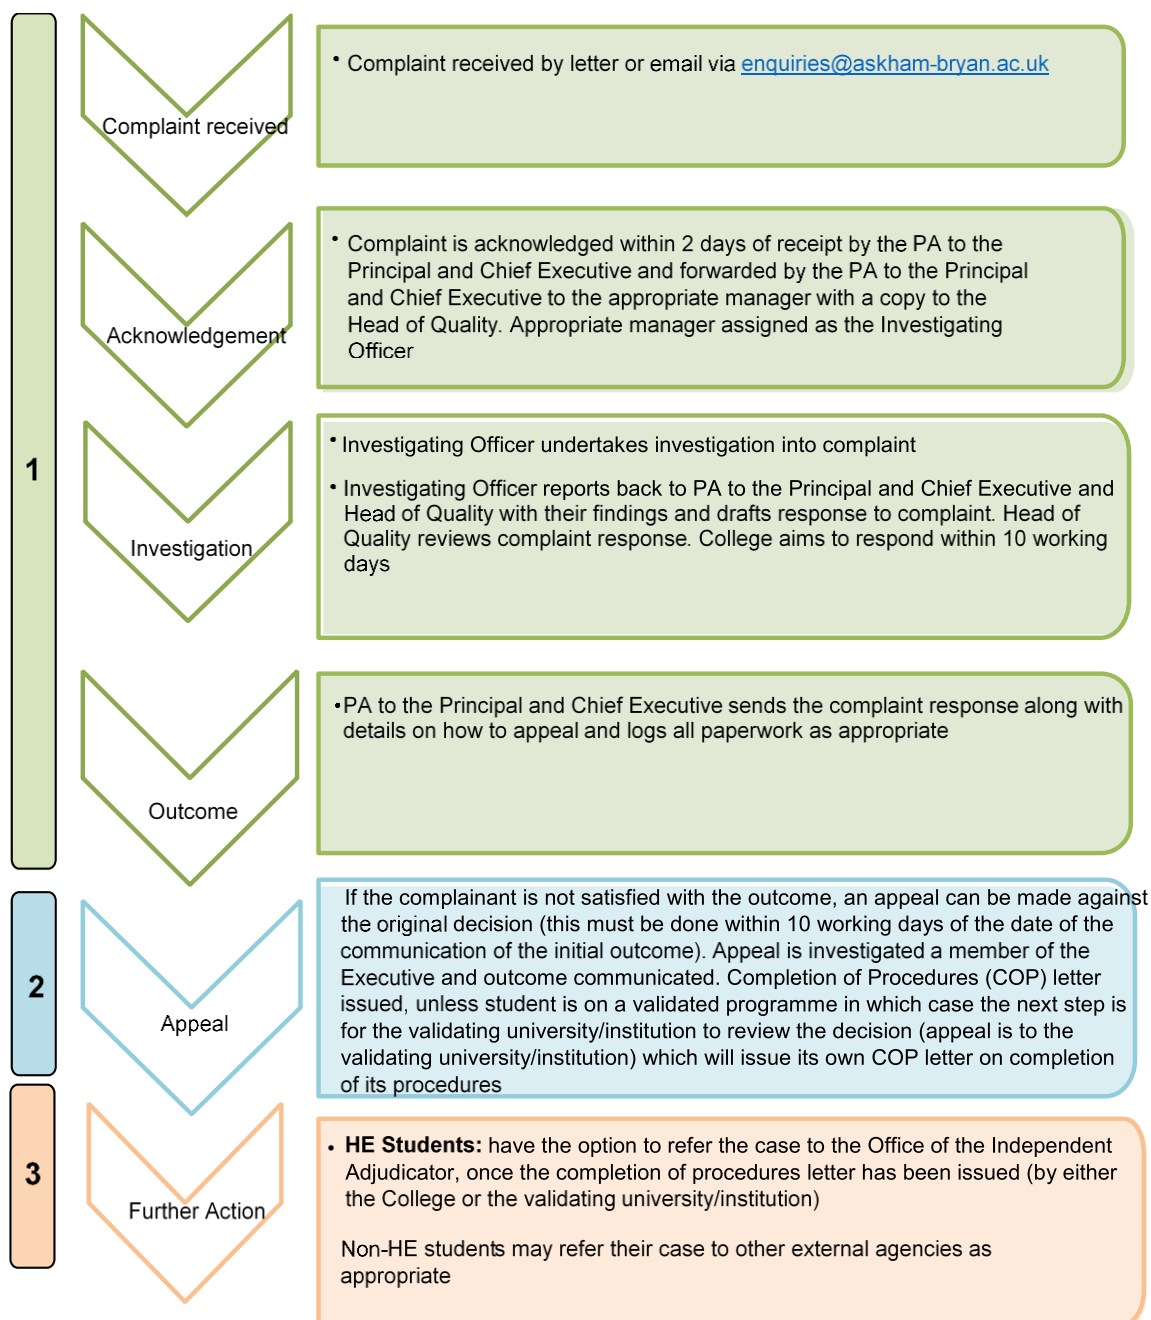 Complaint received
• Complaint received by letter or email via enquiries@askham-bryan.ac.uk
Acknowledgement
• Complaint is acknowledged within 2 days of receipt by the PA to the
Principal and Chief Executive and forwarded by the PA to the Principal
and Chief Executive to the appropriate manager with a copy to the
Head of Quality. Appropriate manager assigned as the Investigating
Officer
1
Investigation
• Investigating Officer undertakes investigation into complaint
• Investigating Officer reports back to PA to the Principal and Chief Executive and
Head of Quality with their findings and drafts response to complaint. Head of
Quality reviews complaint response. College aims to respond within 10 working
days
Outcome
• PA to the Principal and Chief Executive sends the complaint response along with
details on how to appeal and logs all paperwork as appropriate
2
Appeal
If the complainant is not satisfied with the outcome, an appeal can be made against
the original decision (this must be done within 10 working days of the date of the
communication of the initial outcome). Appeal is investigated a member of the
Executive and outcome communicated. Completion of Procedures (COP) letter
issued, unless student is on a validated programme in which case the next step is
for the validating university/institution to review the decision (appeal is to the
validating university/institution) which will issue its own COP letter on completion
of its procedures
3
Further Action
• HE Students: have the option to refer the case to the Office of the Independent
Adjudicator, once the completion of procedures letter has been issued (by either
the College or the validating university/institution)
Non-HE students may refer their case to other external agencies as
appropriate